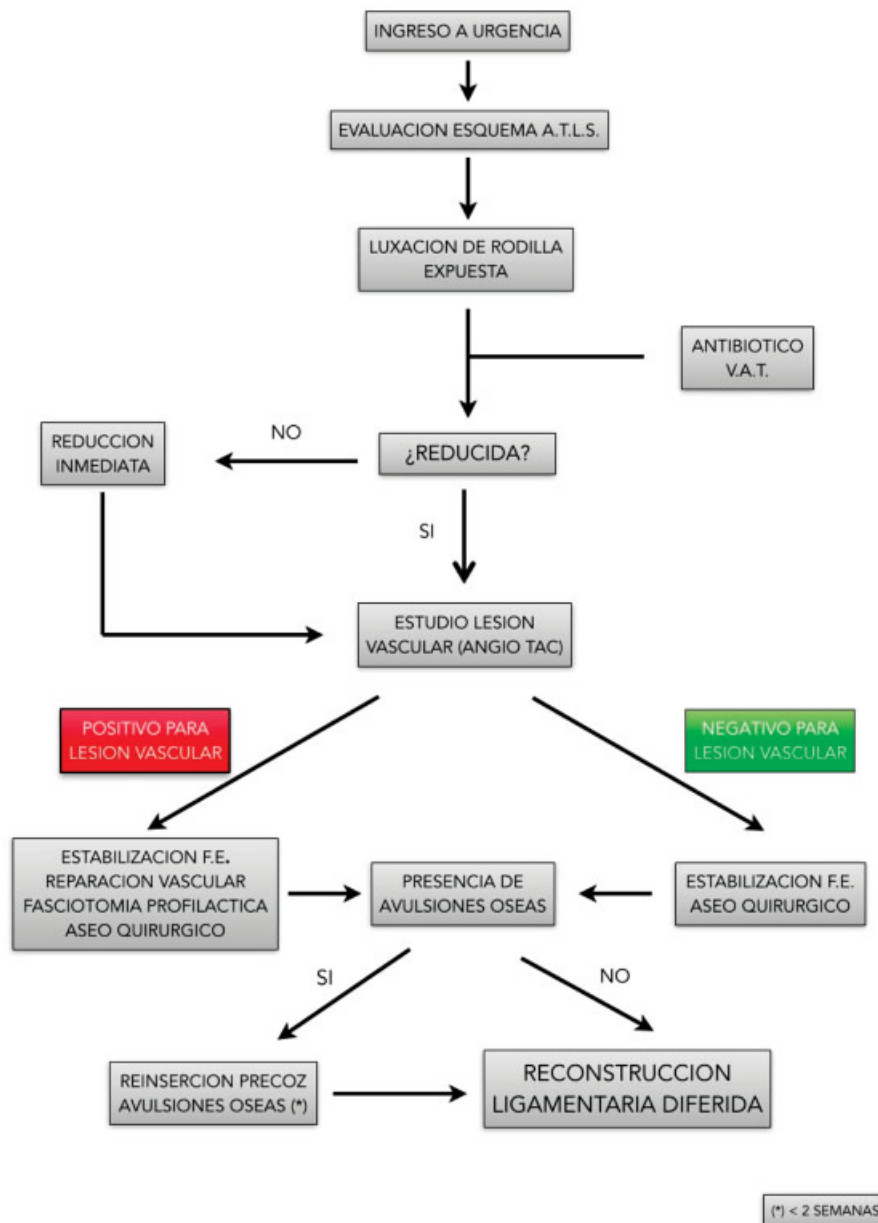 INGRESO A URGENCIA
EVALUACION ESQUEMA A.T.L.S.
LUXACION DE RODILLA
EXPUESTA
ANTIBIOTICO
V.A.T.
¿REDUCIDA?
NO
REDUCCION
INMEDIATA
SI
ESTUDIO LESION
VASCULAR (ANGIO TAC)
POSITIVO PARA
LESION VASCULAR
NEGATIVO PARA
LESION VASCULAR
ESTABILIZACION F.E.
REPARACION VASCULAR
FASCIOTOMIA PROFILACTICA
ASEO QUIRURGICO
PRESENCIA DE
AVULSIONES OSEAS
ESTABILIZACION F.E.
ASEO QUIRURGICO
SI
NO
REINSERCION PRECOZ
AVULSIONES OSEAS (*)
RECONSTRUCCION
LIGAMENTARIA DIFERIDA
(*) < 2 SEMANAS